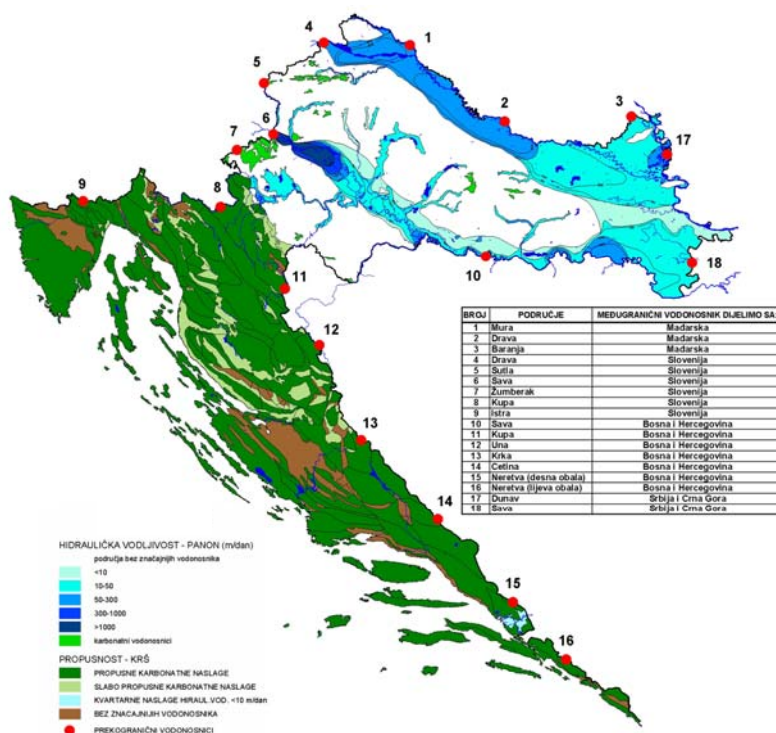 4
1
5
2
3
6
17
7
9
8
10
18
11
12
13
14
15
16
BROJ PODRUČJE MEĐUGRANIČNI VODONOSNIK DIJELIMO SA:
1 Mura Mađarska
2 Drava Mađarska
3 Baranja Mađarska
4 Drava Slovenija
5 Sutla Slovenija
6 Sava Slovenija
7 Žumberak Slovenija
8 Kupa Slovenija
9 Istra Slovenija
10 Sava Bosna i Hercegovina
11 Kupa Bosna i Hercegovina
12 Una Bosna i Hercegovina
13 Krka Bosna i Hercegovina
14 Cetina Bosna i Hercegovina
15 Neretva (desna obala) Bosna i Hercegovina
16 Neretva (lijeva obala) Bosna i Hercegovina
17 Dunav Srbija i Crna Gora
18 Sava Srbija i Crna Gora
HIDRAULIČKA VODLJIVOST - PANON (m/dan)
područja bez značajnijih vodonosnika
<10
10-50
50-300
300-1000
>1000
karbonatni vodonosnici
PROPUSNOST - KRŠ
PROPUSNE KARBONATNE NASLAGE
SLABO PROPUSNE KARBONATNE NASLAGE
KVARTARNE NASLAGE HIRAUL VOD. <10 m/dan
BEZ ZNAČAJNIJIH VODONOSNIKA
PREKOGRANIČNI VODONOSNICI